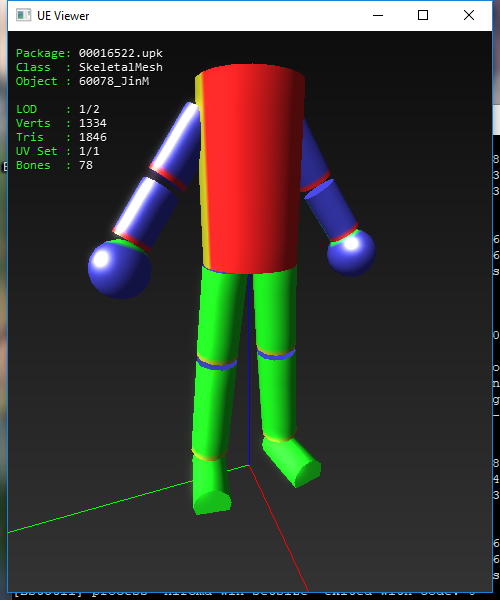 UE Viewer
Package: 00016522.upk
Class  : SkeletalMesh
Object : 60078_JinM
LOD    : 1/2
Verts  : 1334
Tris   : 1846
UV Set : 1/1
Bones  : 78